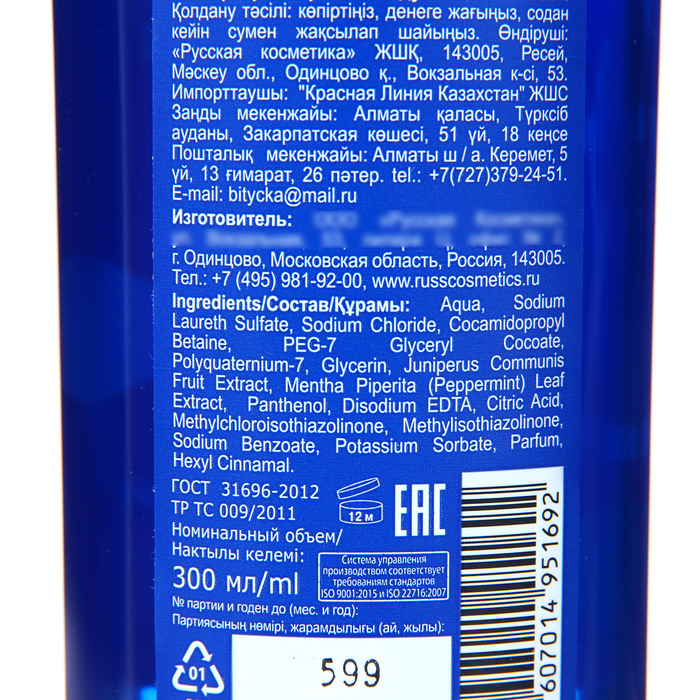 Қолдану тәсілі: көпіртіңіз, денеге жағыңыз, содан
кейін сумен жақсылап шайыңыз. Өндіруші:
«Русская косметика» ЖШҚ, 143005, Ресей,
Мәскеу обл., Одинцово қ., Вокзальная к-сі, 53.
Импорттаушы: "Красная Линия Казахстан" ЖШС
Заңды мекенжайы: Алматы қаласы, Түрксіб
ауданы, Закарпатская көшесі, 51 үй, 18 кеңсе
Пошталық мекенжайы: Алматы ш / а. Керемет, 5
үй, 13 ғимарат, 26 пәтер. tel.: +7(727)379-24-51.
E-mail: bitycka@mail.ru
Изготовитель:
г. Одинцово, Московская область, Россия, 143005.
Тел.: +7 (495) 981-92-00, www.russcosmetics.ru
Ingredients/Состав/Құрамы: Aqua, Sodium
Laureth Sulfate, Sodium Chloride, Cocamidopropyl
Betaine, PEG-7 Glyceryl Cocoate,
Polyquaternium-7, Glycerin, Juniperus Communis
Fruit Extract, Mentha Piperita (Peppermint) Leaf
Extract, Panthenol, Disodium EDTA, Citric Acid,
Methylchloroisothiazolinone, Methylisothiazolinone,
Sodium Benzoate, Potassium Sorbate, Parfum,
Hexyl Cinnamal.
ГОСТ 31696-2012
ТР ТС 009/2011
12 м
EAC
Номинальный объем/
Нақтылы келемі:
300 мл/ml
Система управления
производством соответствует
требованиям стандартов
ISO 9001:2015 и ISO 22716:2007
№ партии и годен до (мес. и год):
Партиясының нөмірі, жарамдылығы (ай, жылы):
01
599
607014 951692